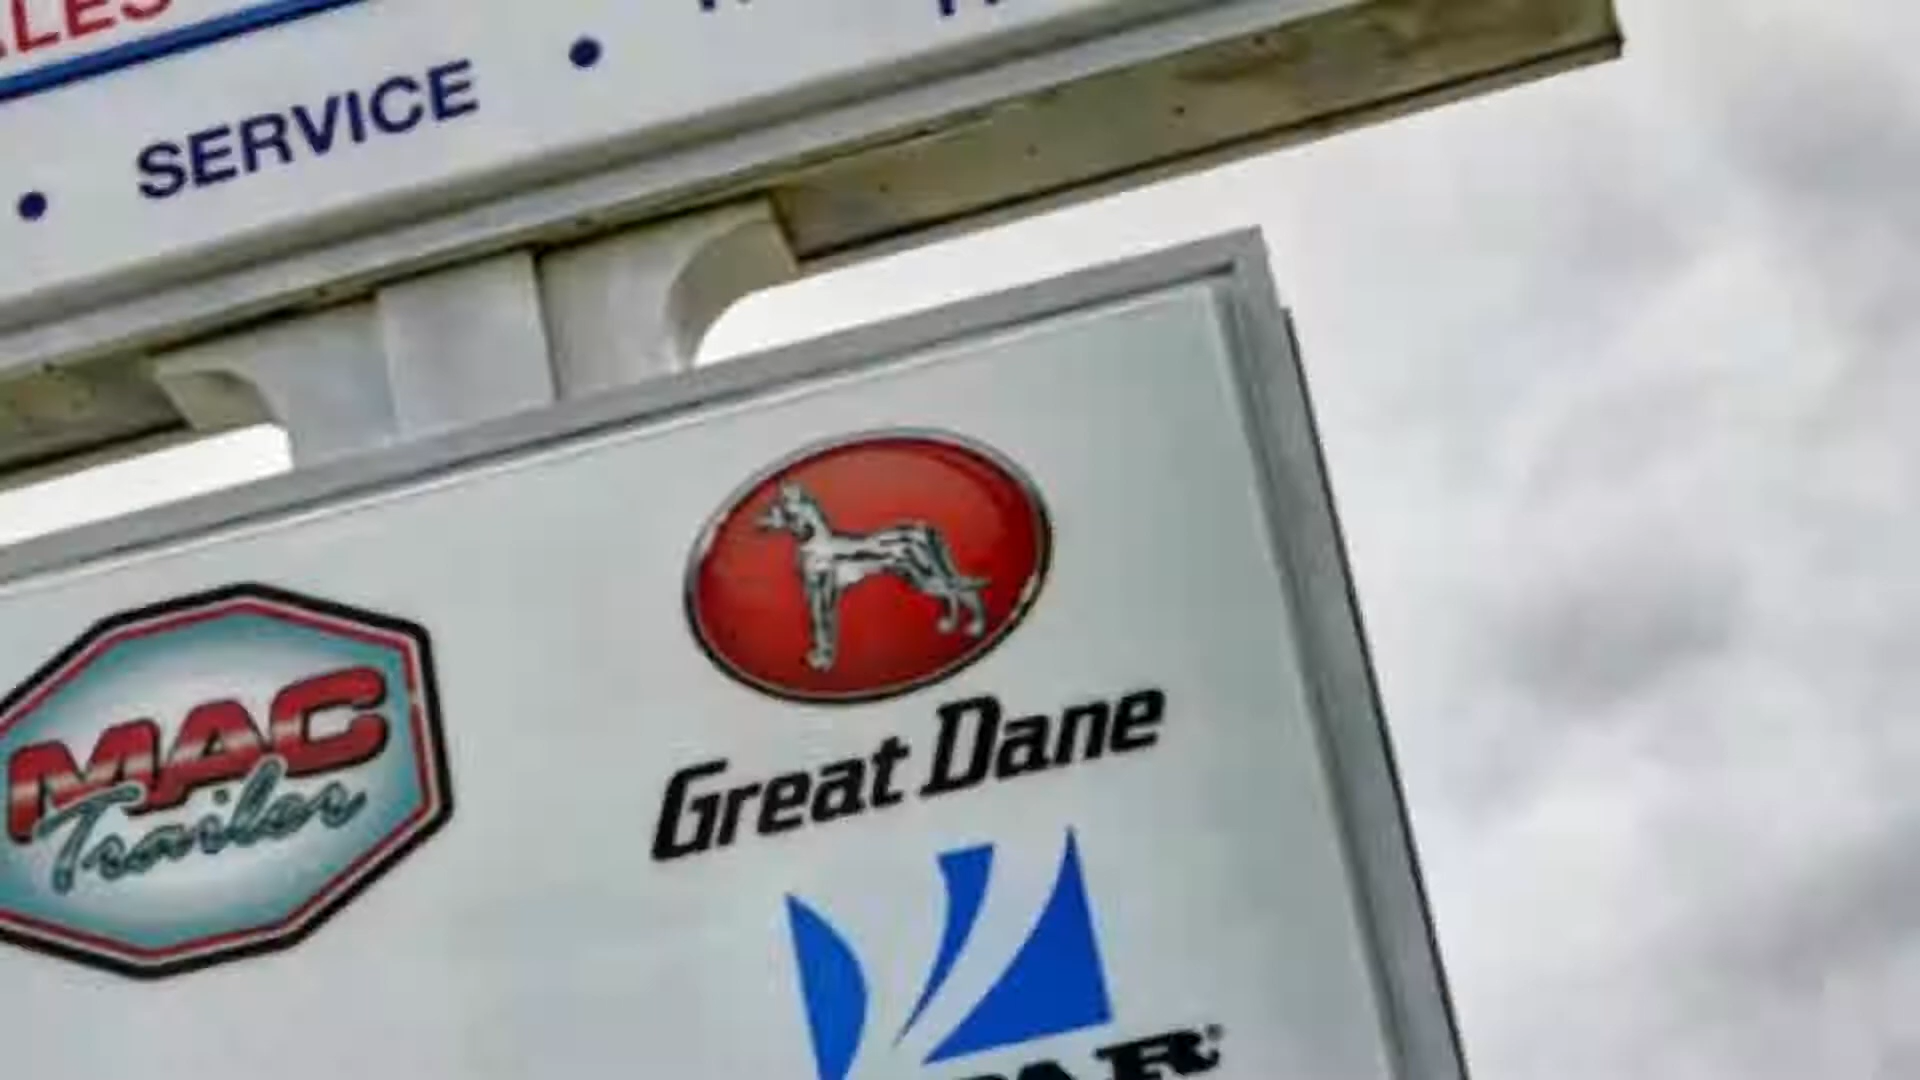 • SERVICE •
MAC
Trailer
Great Dane